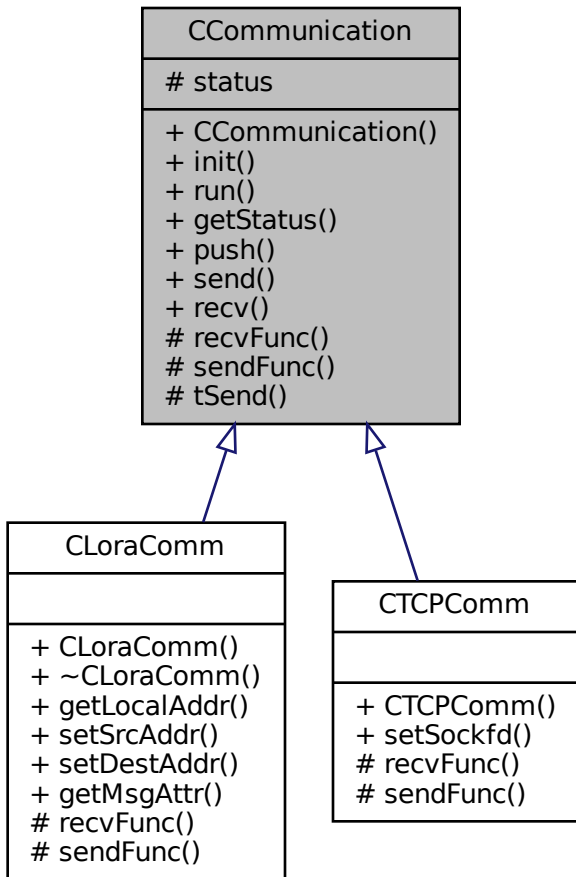 CCommunication
# status
+ CCommunication()
+ init()
+ run()
+ getStatus()
+ push()
+ send()
+ recv()
# recvFunc()
# sendFunc()
# tSend()
CLoraComm
+ CLoraComm()
+ ~CLoraComm()
+ getLocalAddr()
+ setSrcAddr()
+ setDestAddr()
+ getMsgAttr()
# recvFunc()
# sendFunc()
CTCPComm
+ CTCPComm()
+ setSockfd()
# recvFunc()
# sendFunc()